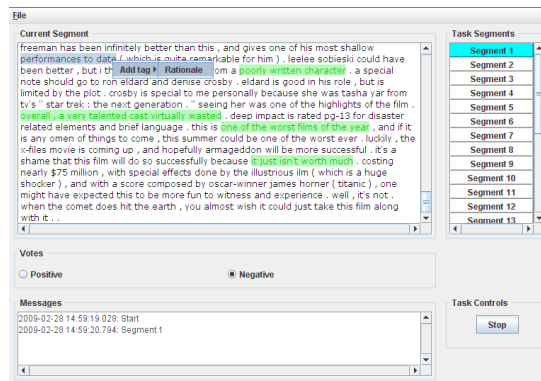 File
Current Segment
freeman has been infinitely better than this , and gives one of his most shallow
performances to date ( which is quite remarkable for him ) . leelee sobieski could have
been better , but i th
Add tag
Rationale
om a poorly written character . a special
note should go to ron eldard and denise crosby . eldard is good in his role , but is
limited by the plot . crosby is special to me personally because she was tasha yar from
tv's " star trek : the next generation . " seeing her was one of the highlights of the film .
overall , a very talented cast virtually wasted . deep impact is rated pg-13 for disaster
related elements and brief language . this is one of the worst films of the year , and if it
is any omen of things to come , this summer could be one of the worst ever . luckily , the
x-files movie is coming up , and hopefully armageddon will be more successful . it's a
shame that this film will do so successfully because it just isn't worth much . costing
nearly $75 million , with special effects done by the illustrious ilm ( which is a huge
shocker ) , and with a score composed by oscar-winner james horner ( titanic ) , one
might have expected this to be more fun to witness and experience . well , it's not .
when the comet does hit the earth , you almost wish it could just take this film along
with it . .
Task Segments
Segment 1
Segment 2
Segment 3
Segment 4
Segment 5
Segment 6
Segment 7
Segment 8
Segment 9
Segment 10
Segment 11
Segment 12
Segment 13
Votes
Positive
Negative
Messages
2009-02-28 14:59:19.028: Start
2009-02-28 14:59:20.794: Segment 1
Task Controls
Stop